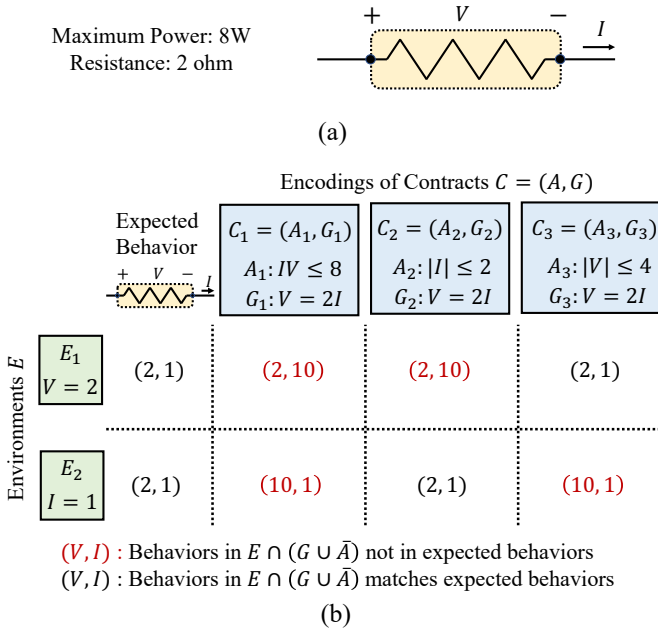 Maximum Power: 8W
Resistance: 2 ohm
+ V −
I
(a)
Encodings of Contracts C = (A, G)
Expected
Behavior
+ V − I
C₁ = (A₁, G₁)
A₁: IV ≤ 8
G₁: V = 2I
C₂ = (A₂, G₂)
A₂: |I| ≤ 2
G₂: V = 2I
C₃ = (A₃, G₃)
A₃: |V| ≤ 4
G₃: V = 2I
Environments E
E₁
V = 2
(2, 1) (2, 10) (2, 10) (2, 1)
E₂
I = 1
(2, 1) (10, 1) (2, 1) (10, 1)
(V, I) : Behaviors in E ∩ (G ∪ Ā) not in expected behaviors
(V, I) : Behaviors in E ∩ (G ∪ Ā) matches expected behaviors
(b)